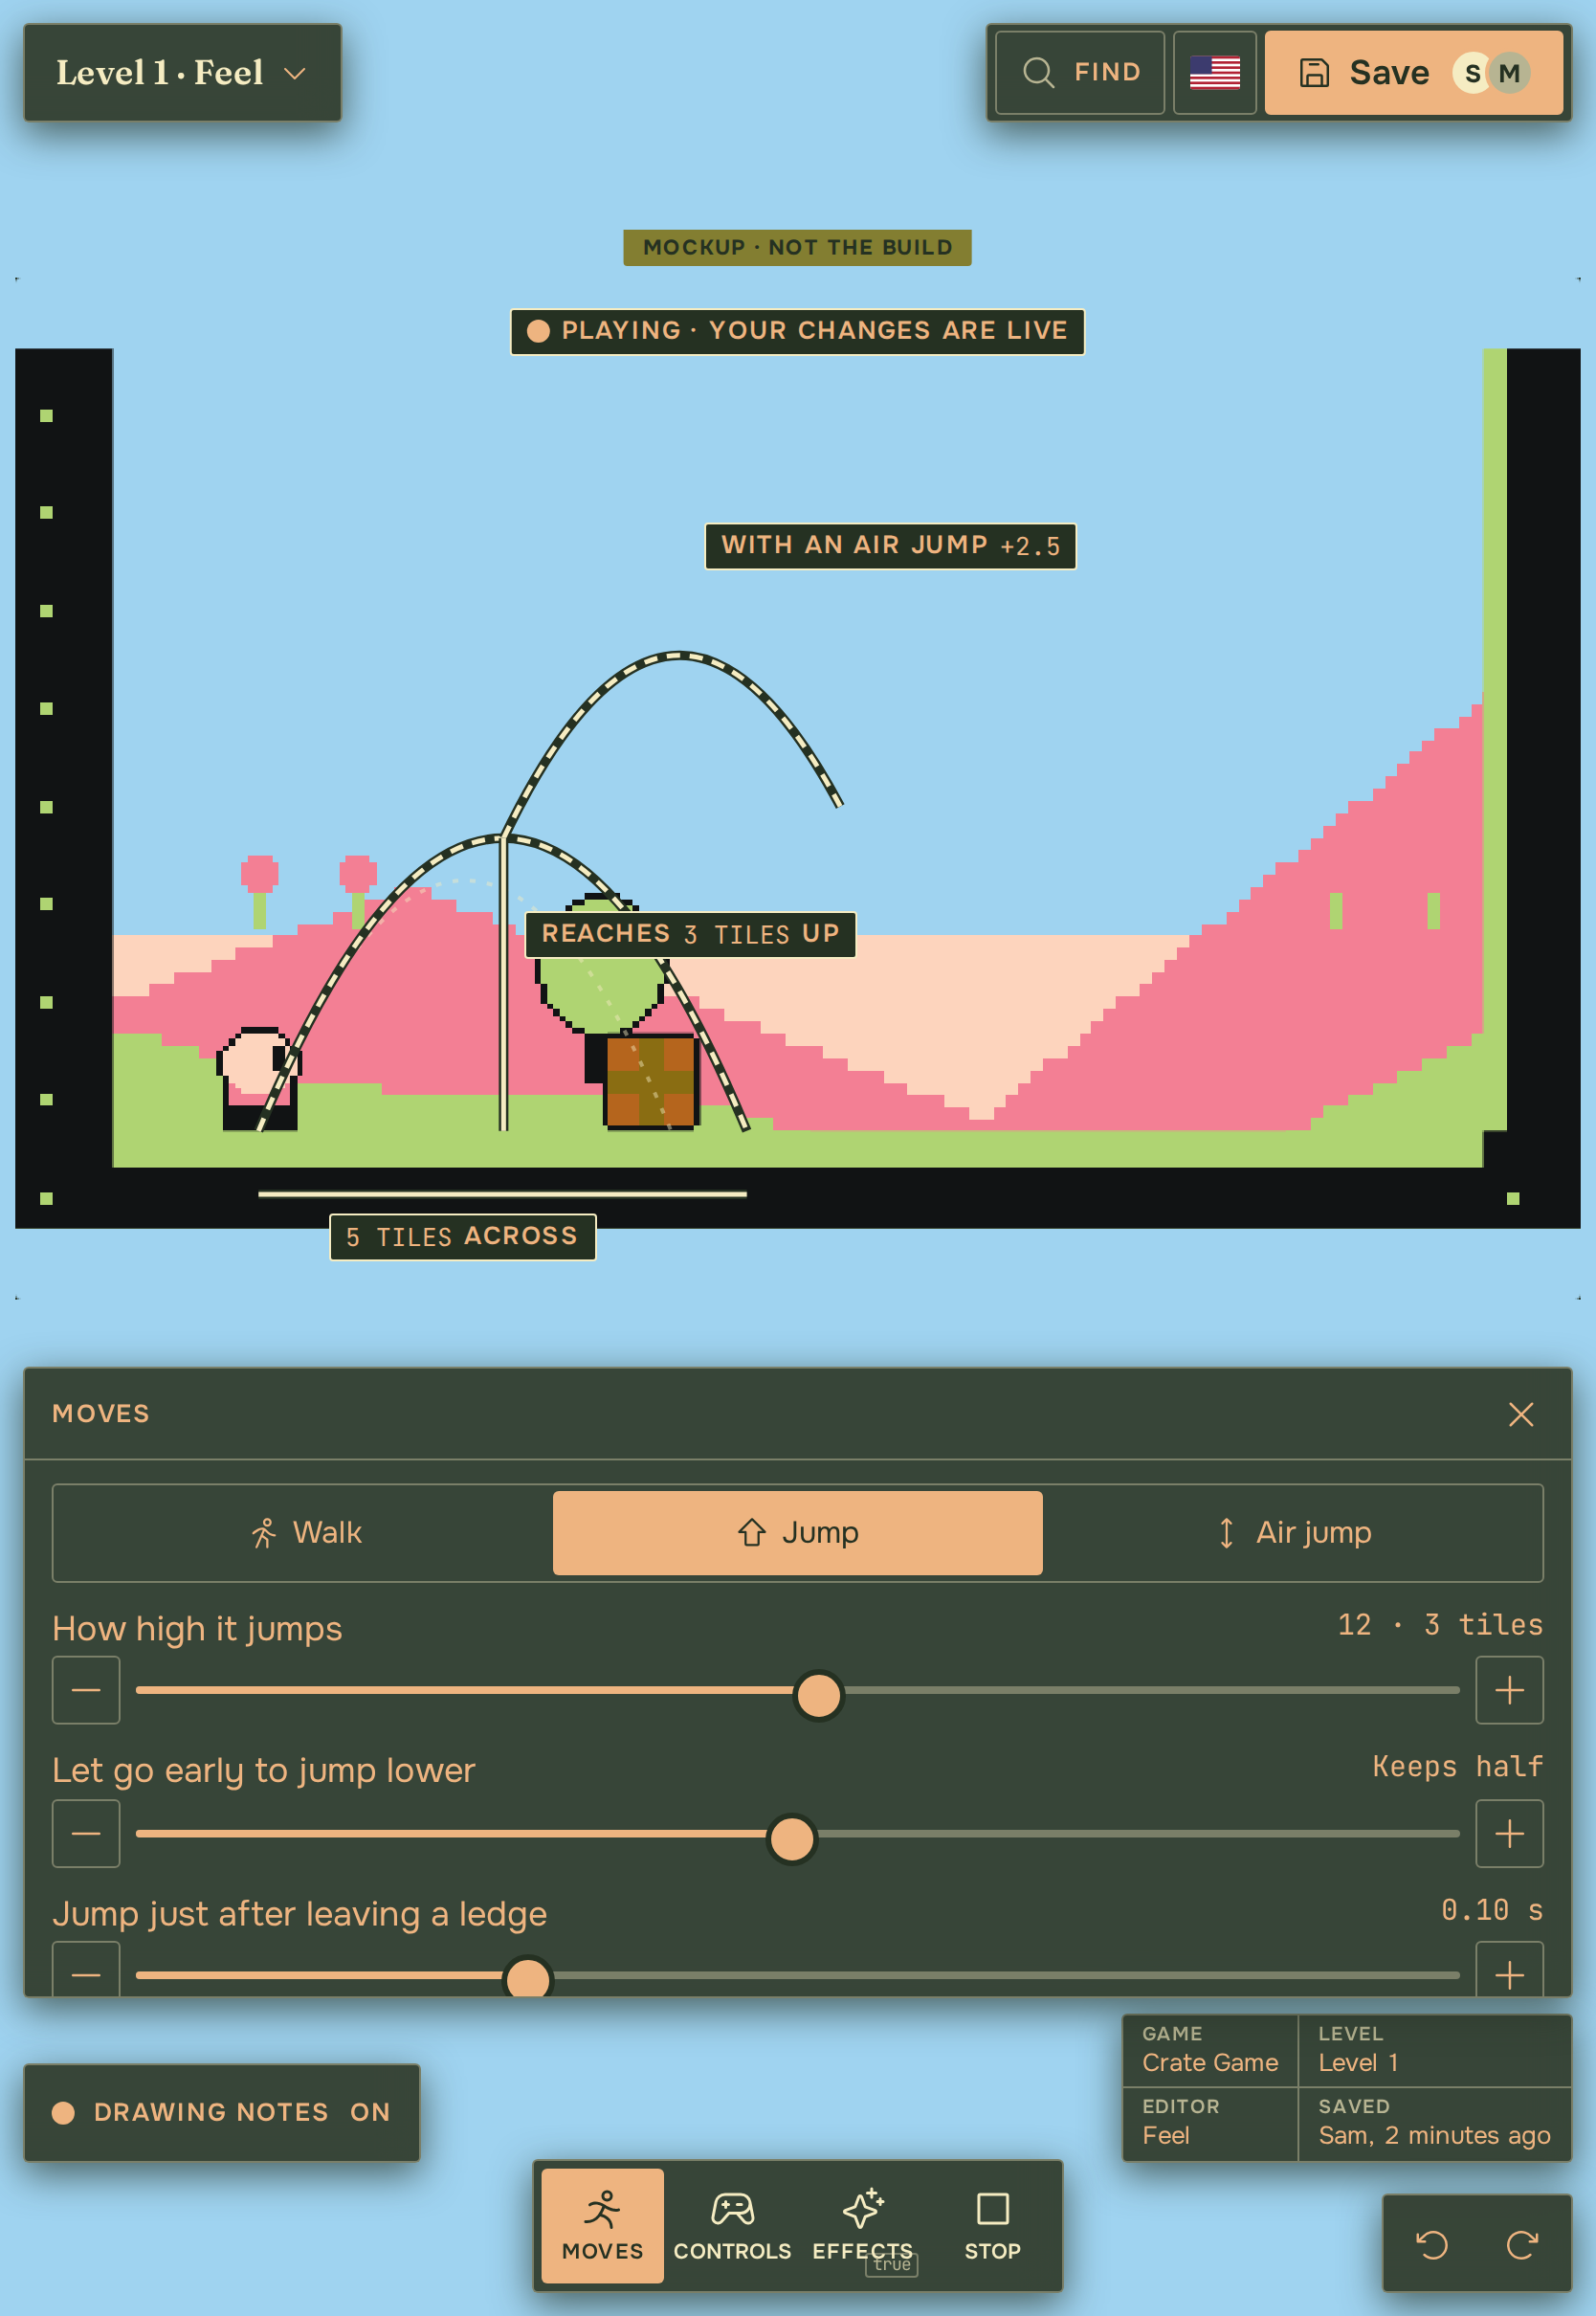 Level 1 · Feel
FIND
Save S M
MOCKUP · NOT THE BUILD
PLAYING · YOUR CHANGES ARE LIVE
WITH AN AIR JUMP +2.5
REACHES 3 TILES UP
5 TILES ACROSS
MOVES
Walk
Jump
Air jump
How high it jumps
12 · 3 tiles
Let go early to jump lower
Keeps half
Jump just after leaving a ledge
0.10 s
GAME
Crate Game
LEVEL
Level 1
EDITOR
Feel
SAVED
Sam, 2 minutes ago
DRAWING NOTES ON
MOVES
CONTROLS
EFFECTS
true
STOP